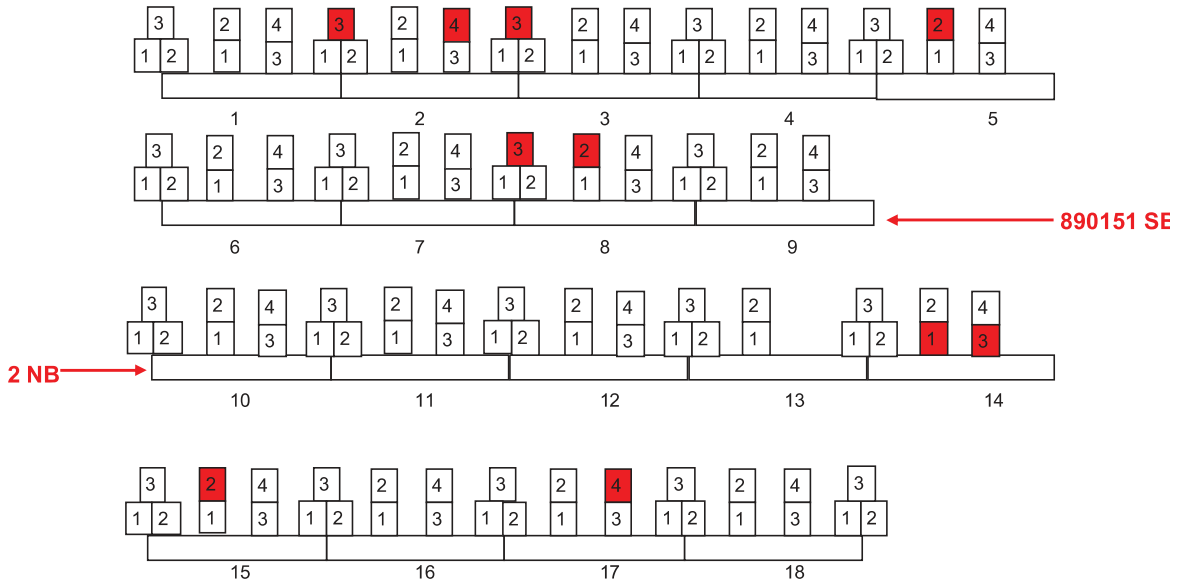 3 2 4 3 2 4 3 2 4 3 2 4 3 2 4
1 2 1 3 1 2 1 3 1 2 1 3 1 2 1 3 1 2 1 3
1 2 3 4 5
3 2 4 3 2 4 3 2 4 3 2 4
1 2 1 3 1 2 1 3 1 2 1 3 1 2 1 3
890151 SE
6 7 8 9
3 2 4 3 2 4 3 2 4 3 2 3 2 4
1 2 1 3 1 2 1 3 1 2 1 3 1 2 1 1 2 1 3
2 NB
10 11 12 13 14
3 2 4 3 2 4 3 2 4 3 2 4 3
1 2 1 3 1 2 1 3 1 2 1 3 1 2 1 3 1 2
15 16 17 18